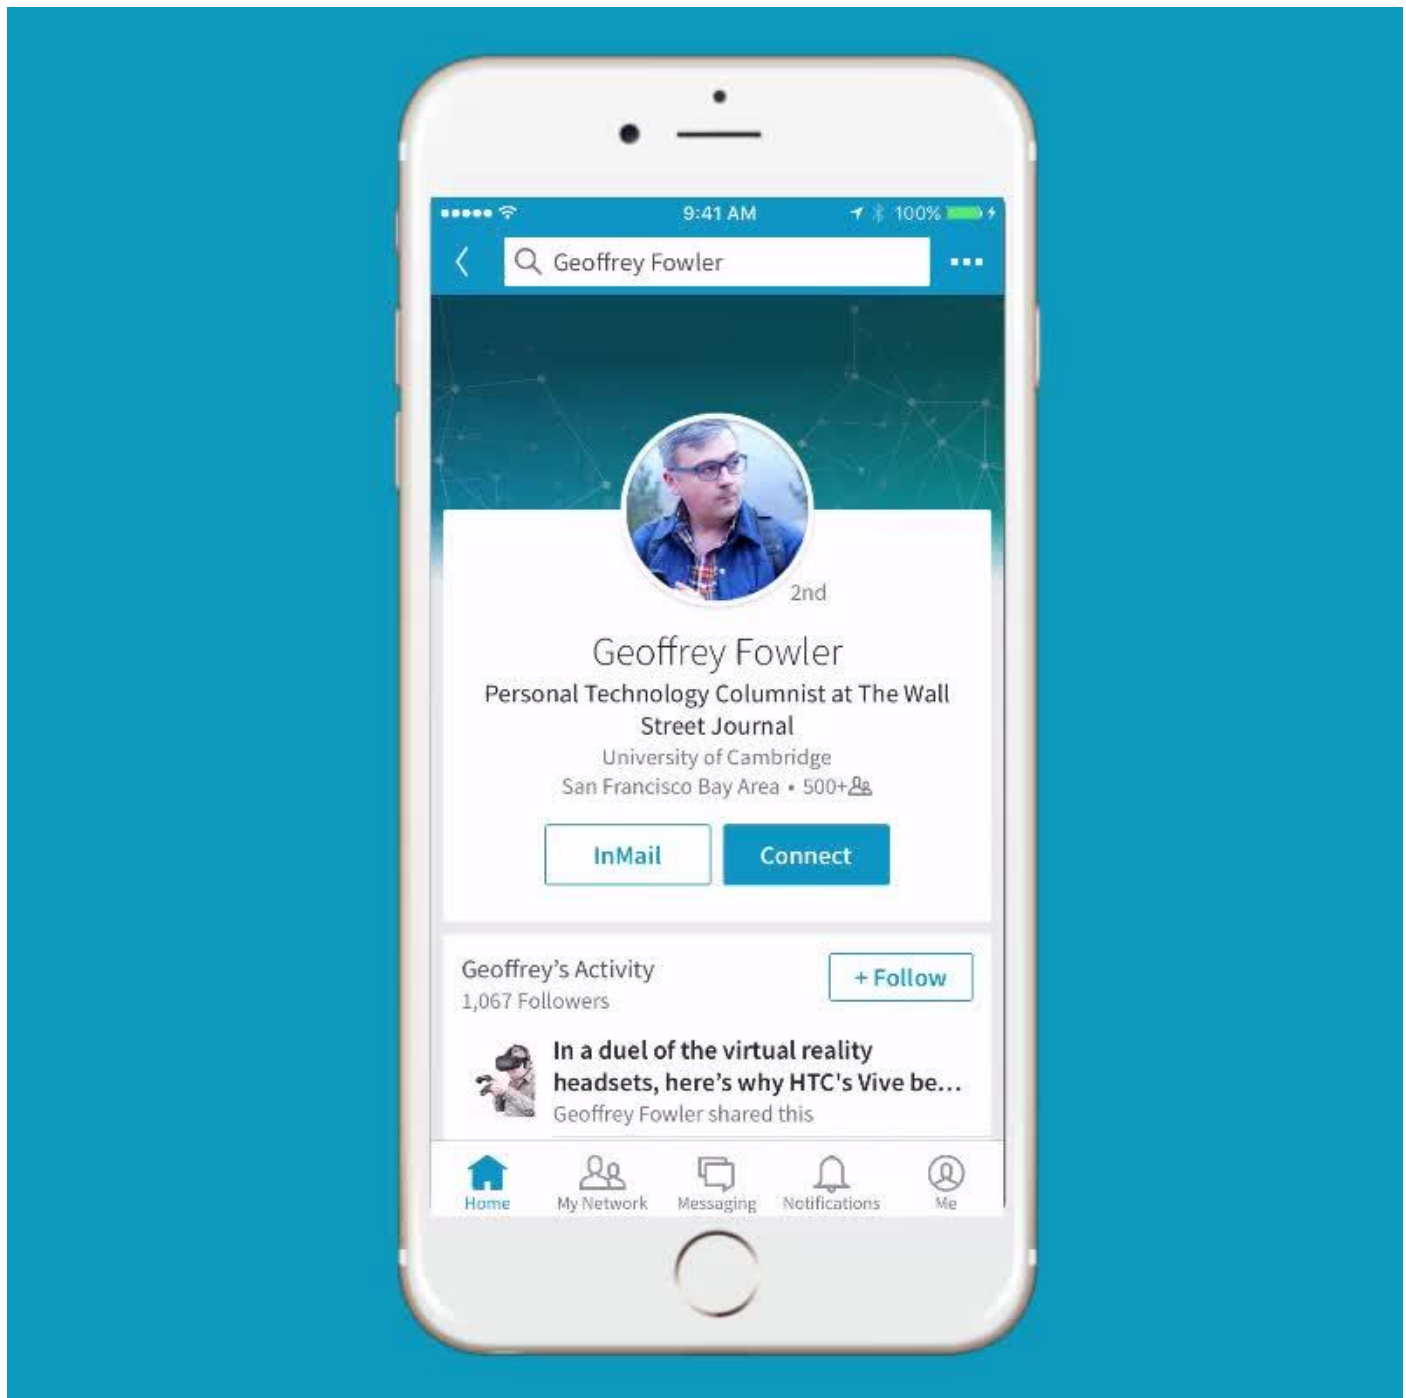 9:41 AM 100%
Geoffrey Fowler
2nd
Geoffrey Fowler
Personal Technology Columnist at The Wall
Street Journal
University of Cambridge
San Francisco Bay Area • 500+
InMail Connect
Geoffrey's Activity
+ Follow
1,067 Followers
In a duel of the virtual reality
headsets, here's why HTC's Vive be...
Geoffrey Fowler shared this
Home My Network Messaging Notifications Me